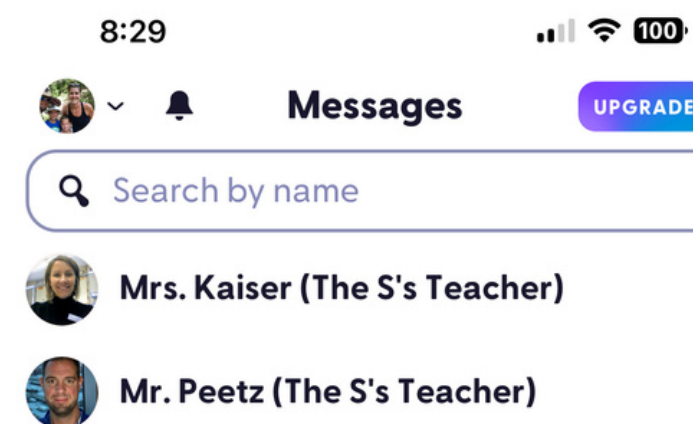 8:29
100
Messages
UPGRADE
Search by name
Mrs. Kaiser (The S's Teacher)
Mr. Peetz (The S's Teacher)